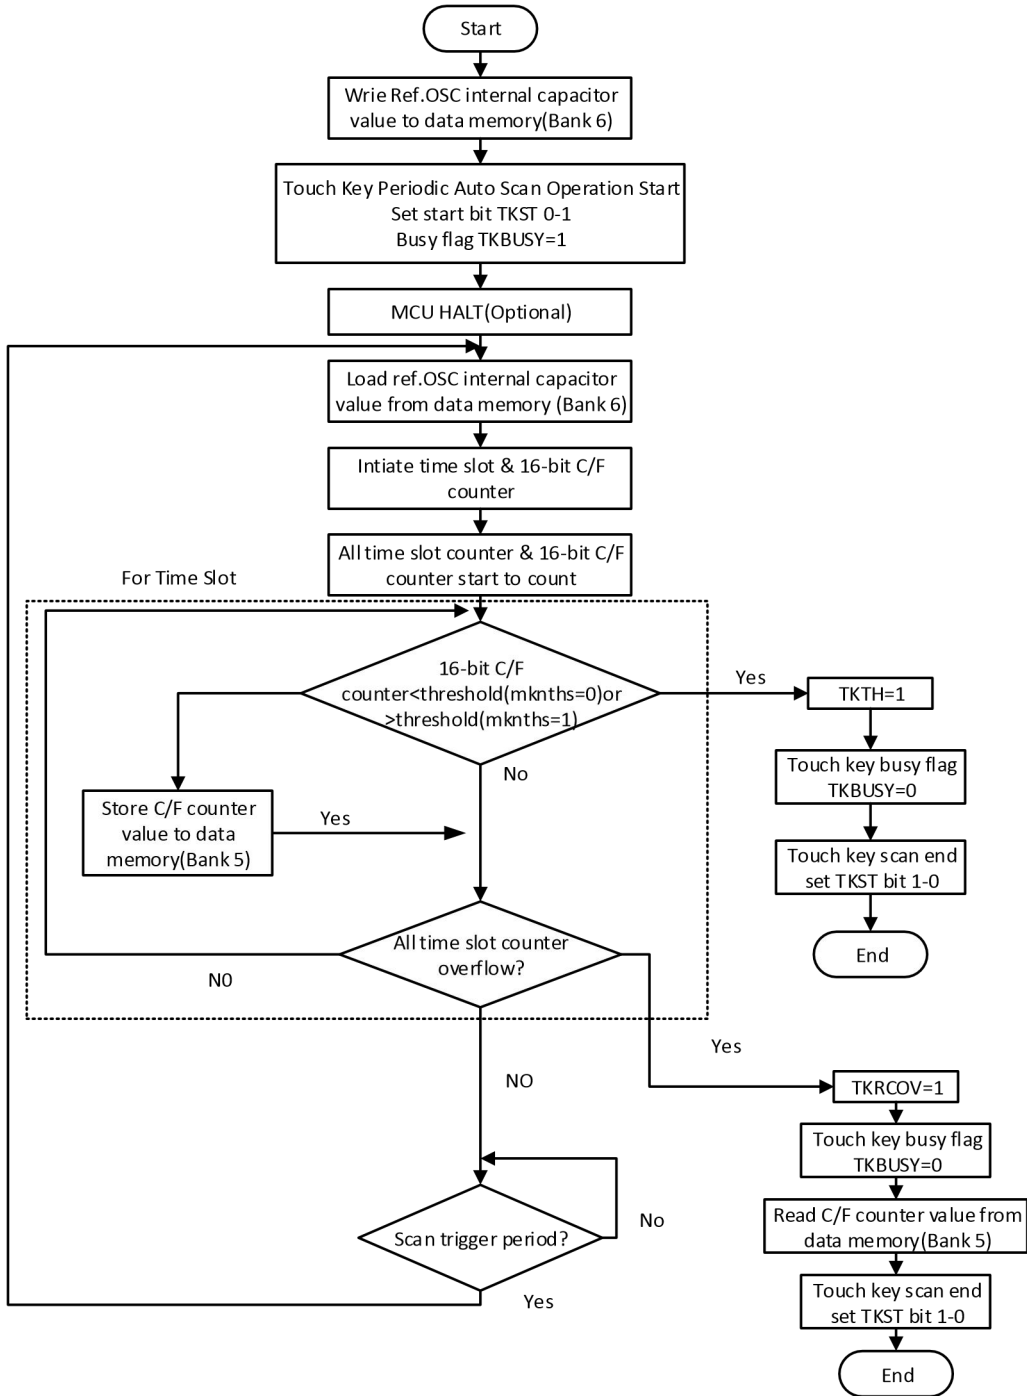 Start
Wrie Ref.OSC internal capacitor
value to data memory(Bank 6)
Touch Key Periodic Auto Scan Operation Start
Set start bit TKST 0-1
Busy flag TKBUSY=1
MCU HALT(Optional)
Load ref.OSC internal capacitor
value from data memory (Bank 6)
Intiate time slot & 16-bit C/F
counter
All time slot counter & 16-bit C/F
counter start to count
For Time Slot
16-bit C/F
counter<threshold(mknths=0)or
>threshold(mknths=1)
Yes
TKTH=1
Touch key busy flag
TKBUSY=0
Touch key scan end
set TKST bit 1-0
End
No
Store C/F counter
value to data
memory(Bank 5)
Yes
All time slot counter
overflow?
N0
Yes
NO
TKRCOV=1
Touch key busy flag
TKBUSY=0
Read C/F counter value from
data memory(Bank 5)
Touch key scan end
set TKST bit 1-0
End
Scan trigger period?
No
Yes